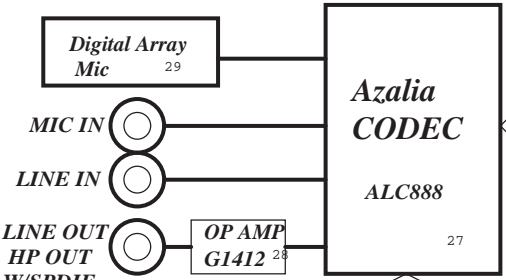 Digital Array
Mic 29
MIC IN
LINE IN
LINE OUT
HP OUT
W/SPDIF
OP AMP
G1412 28
Azalia
CODEC
ALC888
27